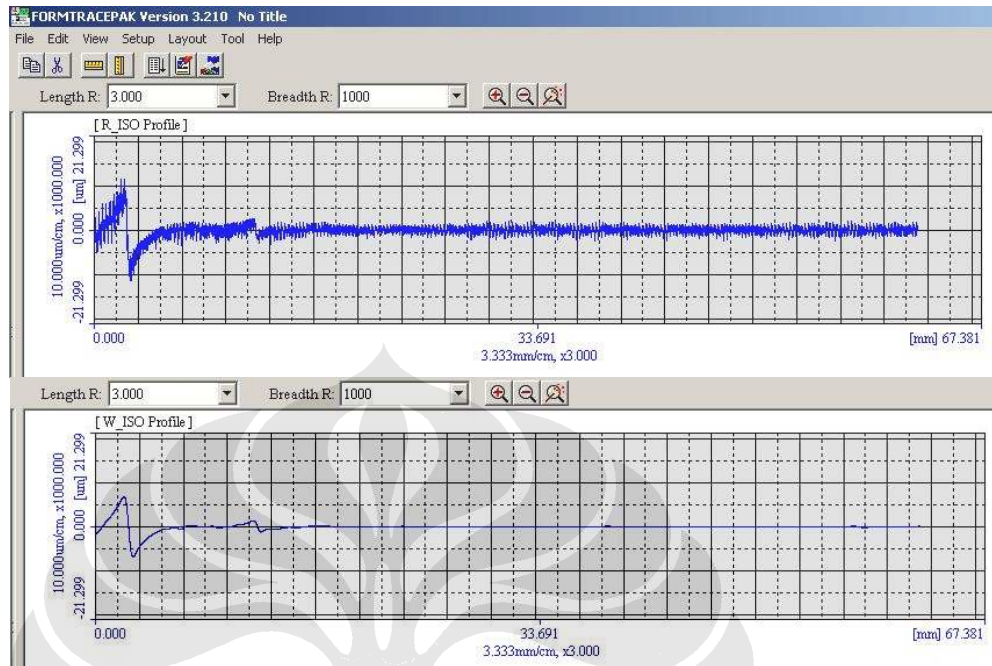 FORMTRACEPAK Version 3.210 No Title
File Edit View Setup Layout Tool Help
Length R: 3.000 Breadth R: 1000
[ R_ISO Profile ]
10.000um/cm, x1000.000
-21.299 0.000 [um] 21.299
0.000 33.691 [mm] 67.381
3.333mm/cm, x3.000
Length R: 3.000 Breadth R: 1000
[ W_ISO Profile ]
10.000um/cm, x1000.000
-21.299 0.000 [um] 21.299
0.000 33.691 [mm] 67.381
3.333mm/cm, x3.000